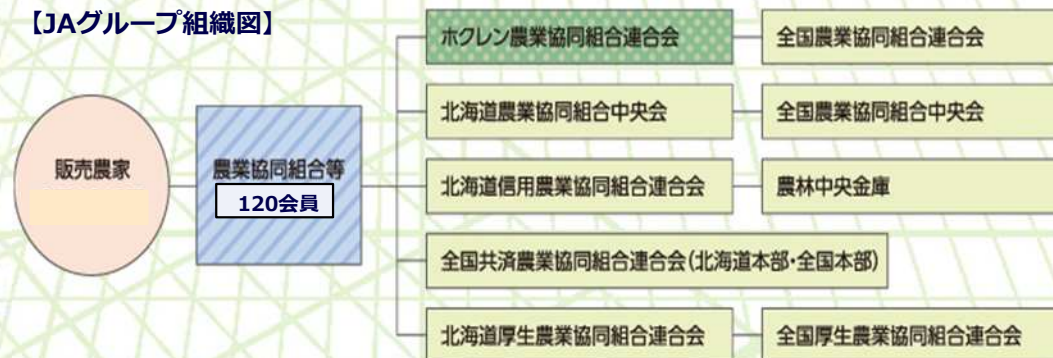 【JAグループ組織図】
販売農家
農業協同組合等
120会員
ホクレン農業協同組合連合会
全国農業協同組合連合会
北海道農業協同組合中央会
全国農業協同組合中央会
北海道信用農業協同組合連合会
農林中央金庫
全国共済農業協同組合連合会(北海道本部・全国本部)
北海道厚生農業協同組合連合会
全国厚生農業協同組合連合会